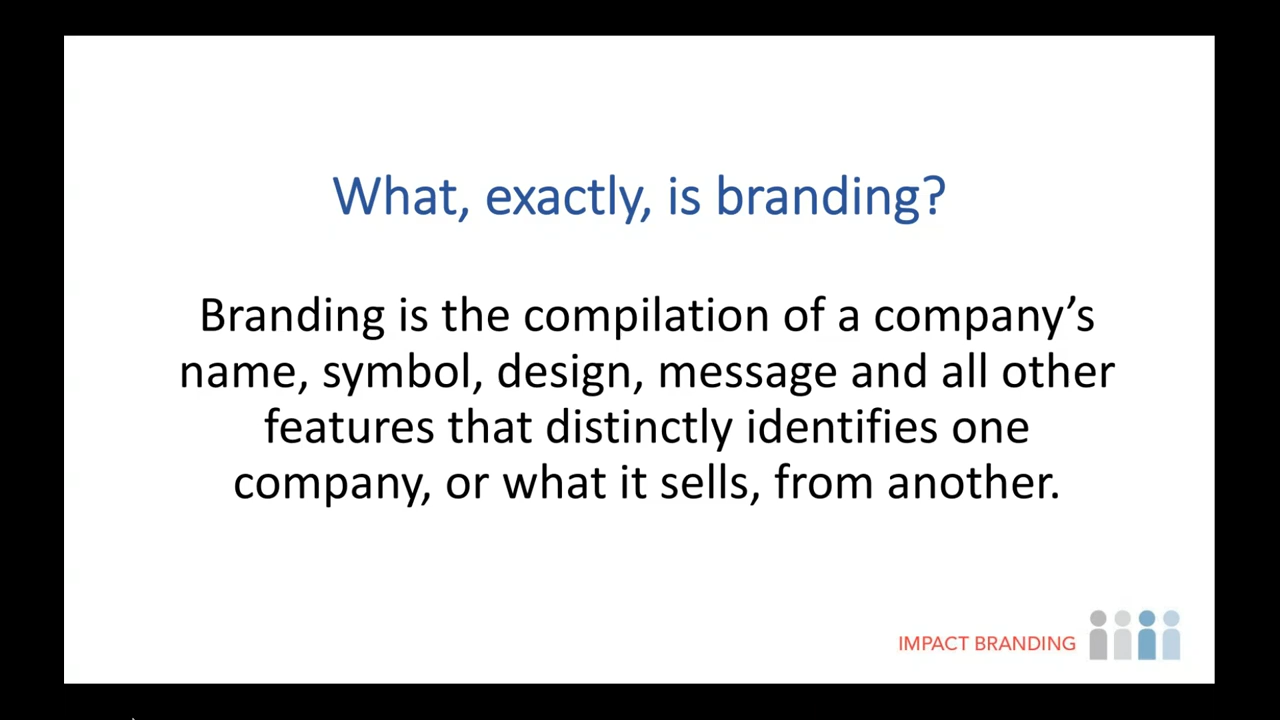 What, exactly, is branding?
Branding is the compilation of a company’s
name, symbol, design, message and all other
features that distinctly identifies one
company, or what it sells, from another.
IMPACT BRANDING